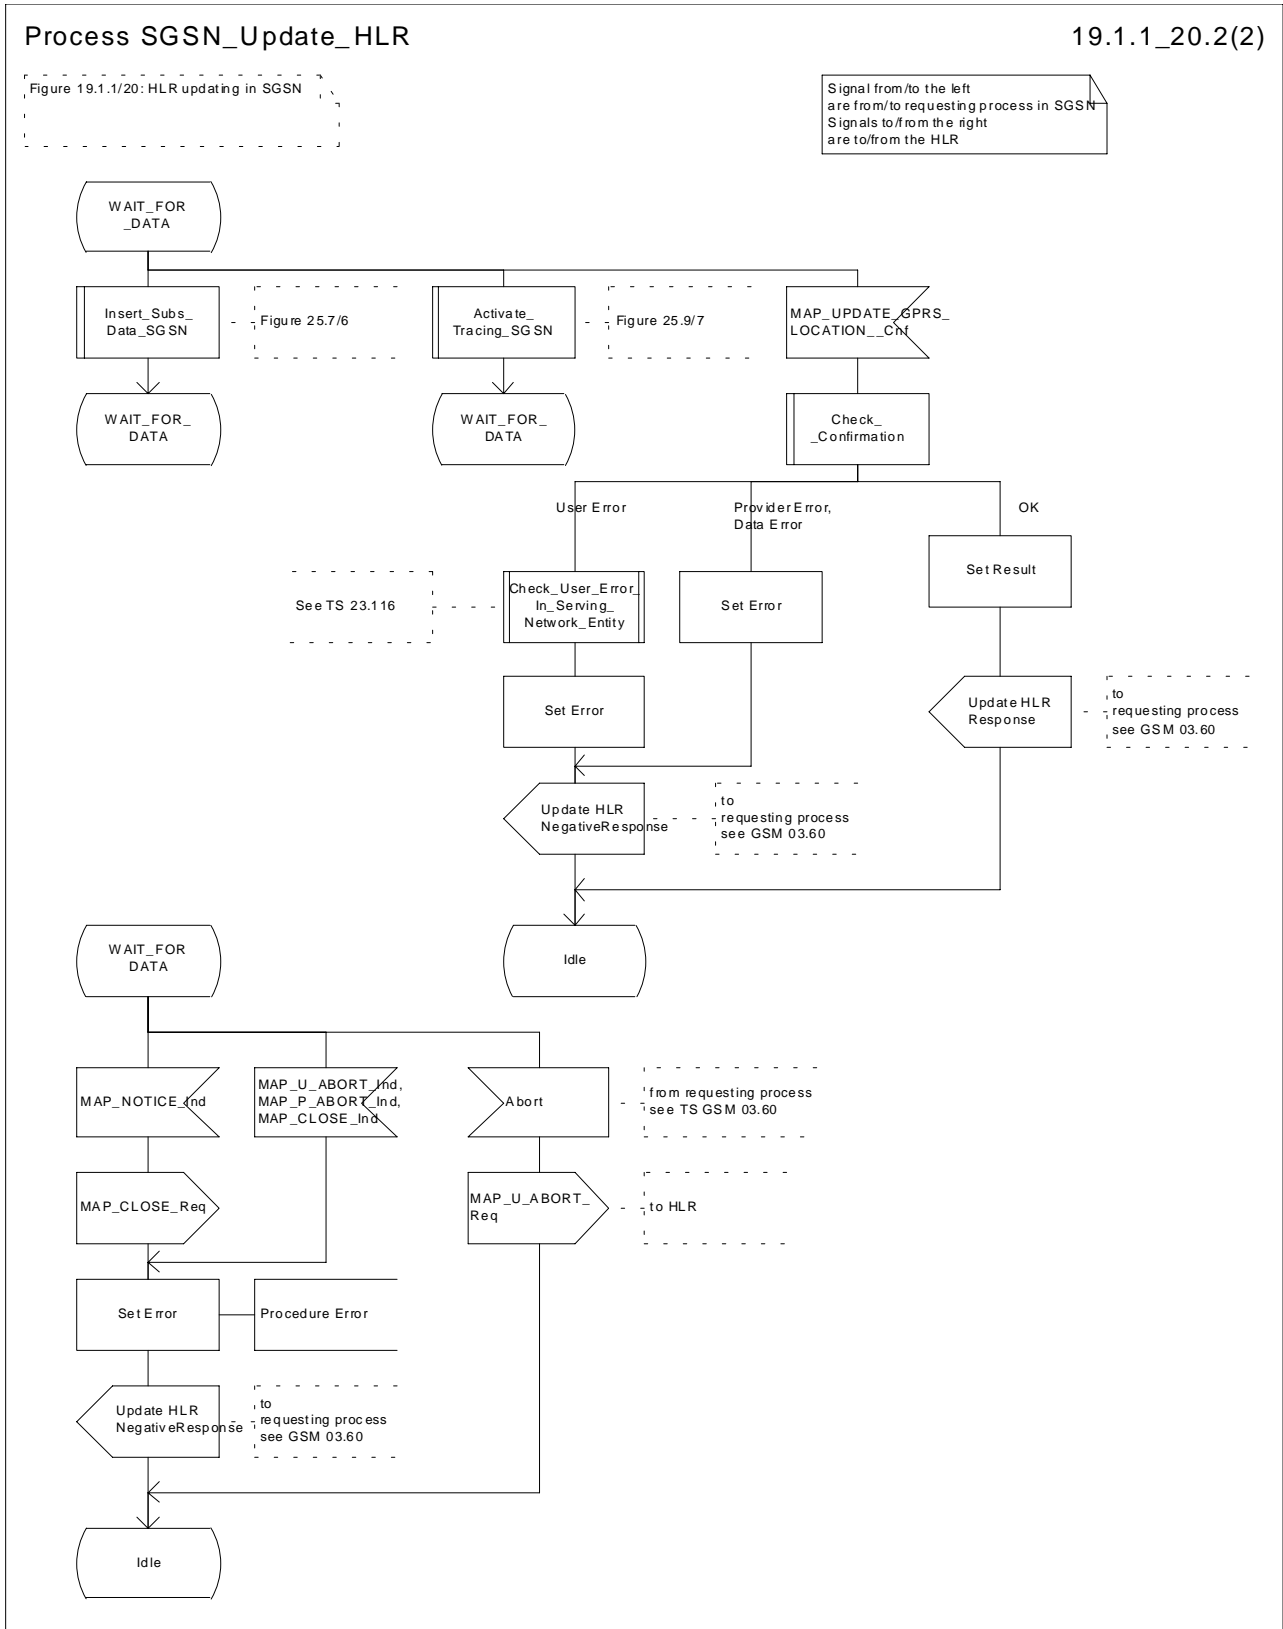 Process SGSN_Update_HLR
19.1.1_20.2(2)
Figure 19.1.1/20: HLR updating in SGSN
Signal from/to the left
are from/to requesting process in SGSN
Signals to/from the right
are to/from the HLR
WAIT_FOR
_DATA
Insert_Subs_
Data_SGSN
Figure 25.7/6
Activate_
Tracing_SGSN
Figure 25.9/7
MAP_UPDATE_GPRS_
LOCATION__Cnf
WAIT_FOR_
DATA
WAIT_FOR_
DATA
Check_
_Confirmation
User Error
Provider Error,
Data Error
OK
See TS 23.116
Check_User_Error_
In_Serving_
Network_Entity
Set Error
Set Result
Set Error
Update HLR
Response
to
requesting process
see GSM 03.60
Update HLR
NegativeResponse
to
requesting process
see GSM 03.60
Idle
WAIT_FOR
DATA
MAP_NOTICE_Ind
MAP_U_ABORT_Ind,
MAP_P_ABORT_Ind,
MAP_CLOSE_Ind
Abort
from requesting process
see TS GSM 03.60
MAP_CLOSE_Req
MAP_U_ABORT_
Req
to HLR
Set Error
Procedure Error
Update HLR
NegativeResponse
to
requesting process
see GSM 03.60
Idle